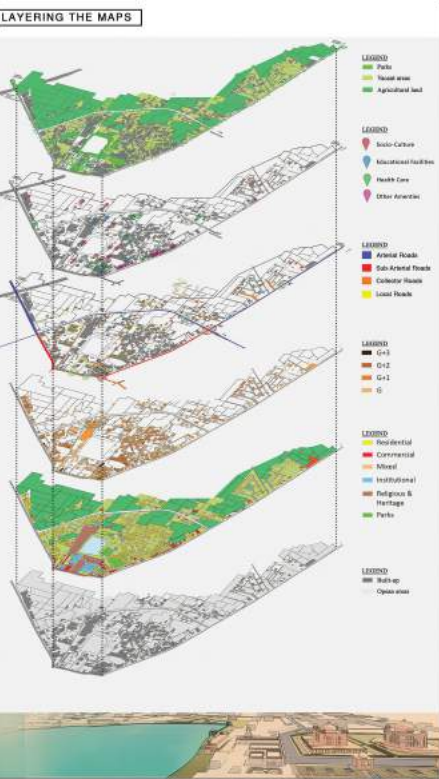 LAYERING THE MAPS
LEGEND
Parks
Vacant areas
Agricultural land
LEGEND
Socio-Culture
Educational Facilities
Health Care
Other Amenties
LEGEND
Arterial Roads
Sub Arterial Roads
Collector Roads
Local Roads
LEGEND
G+3
G+2
G+1
G
LEGEND
Residential
Commercial
Mixed
Institutional
Religious &
Heritage
Parks
LEGEND
Built-up
Open areas